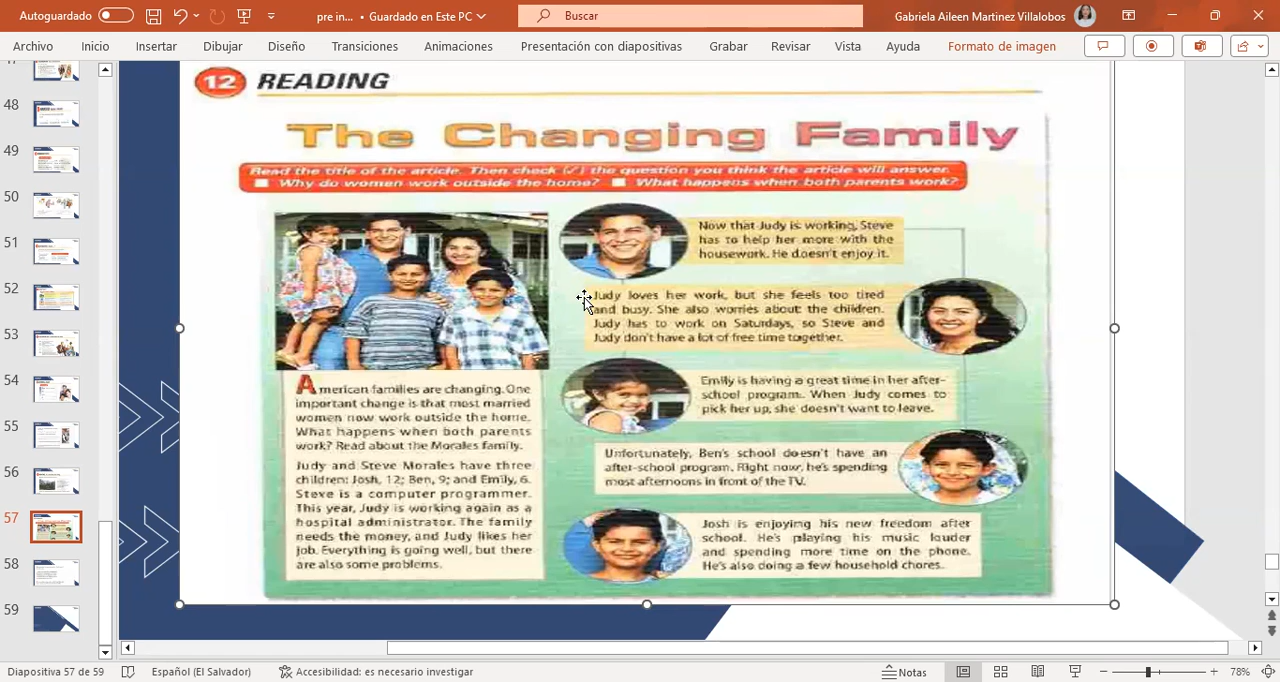 Autoguardado
pre in... • Guardado en Este PC
Buscar
Gabriela Aileen Martinez Villalobos
Archivo Inicio Insertar Dibujar Diseño Transiciones Animaciones Presentación con diapositivas Grabar Revisar Vista Ayuda Formato de imagen
48
49
50
51
52
53
54
55
56
57
58
59
12 READING
The Changing Family
Read the title of the article. Then check (✓) the question you think the article will answer.
Why do women work outside the home? What happens when both parents work?
American families are changing. One
important change is that most married
women now work outside the home.
What happens when both parents
work? Read about the Morales family.
Judy and Steve Morales have three
children: Josh, 12; Ben, 9; and Emily, 6.
Steve is a computer programmer.
This year, Judy is working again as a
hospital administrator. The family
needs the money, and Judy likes her
job. Everything is going well, but there
are also some problems.
Now that Judy is working, Steve
has to help her more with the
housework. He doesn't enjoy it.
Judy loves her work, but she feels too tired
and busy. She also worries about the children.
Judy has to work on Saturdays, so Steve and
Judy don't have a lot of free time together.
Emily is having a great time in her after-
school program. When Judy comes to
pick her up, she doesn't want to leave.
Unfortunately, Ben's school doesn't have an
after-school program. Right now, he's spending
most afternoons in front of the TV.
Josh is enjoying his new freedom after
school. He's playing his music louder
and spending more time on the phone.
He's also doing a few household chores.
Diapositiva 57 de 59
Español (El Salvador)
Accesibilidad: es necesario investigar
Notas
78%